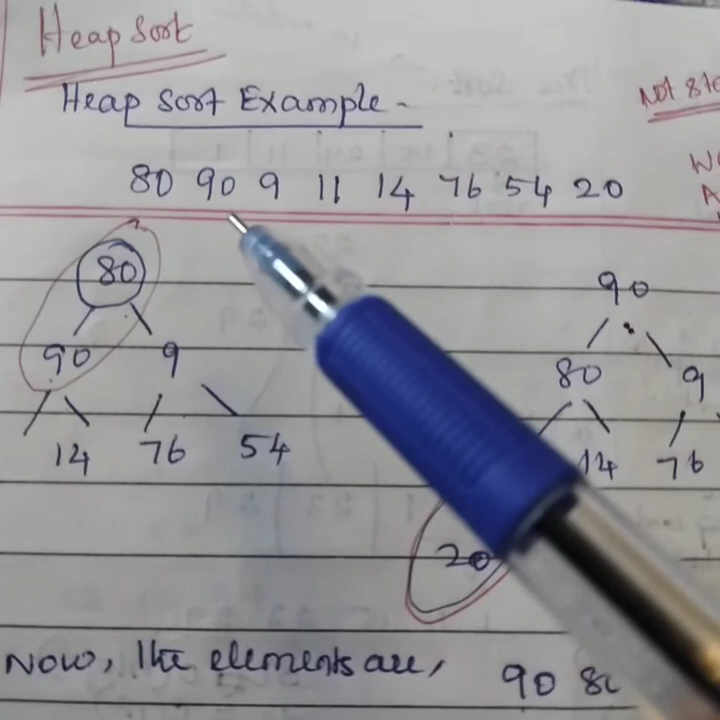 Heap Sort
Heap Sort Example -
80 90 9 11 14 76 54 20
80
90 9
14 76 54
90
80 9
14 76
20
Now, the elements are, 90